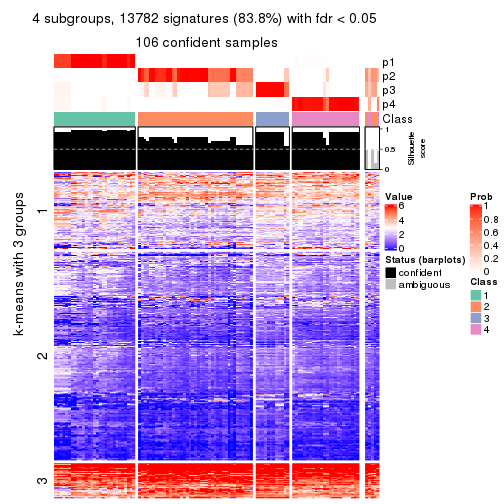 4 subgroups, 13782 signatures (83.8%) with fdr < 0.05
106 confident samples
p1
p2
p3
p4
Class
1
0.5
0
Silhouette
score
k-means with 3 groups
1
2
3
Value
6
4
2
0
Status (barplots)
confident
ambiguous
Prob
1
0.8
0.6
0.4
0.2
0
Class
1
2
3
4